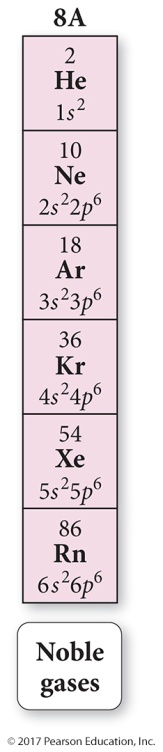 8A
2
He
1s²
10
Ne
2s²2p⁶
18
Ar
3s²3p⁶
36
Kr
4s²4p⁶
54
Xe
5s²5p⁶
86
Rn
6s²6p⁶
Noble
gases
© 2017 Pearson Education, Inc.